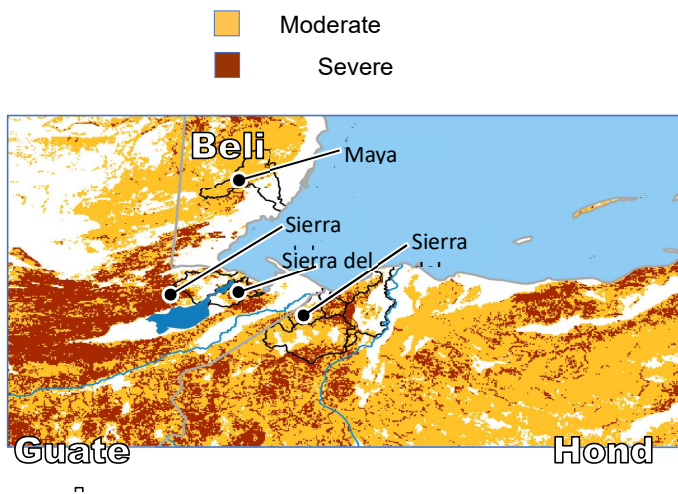 Moderate
Severe
Beli
Maya
Sierra
Sierra
Sierra del
Guate
Hond